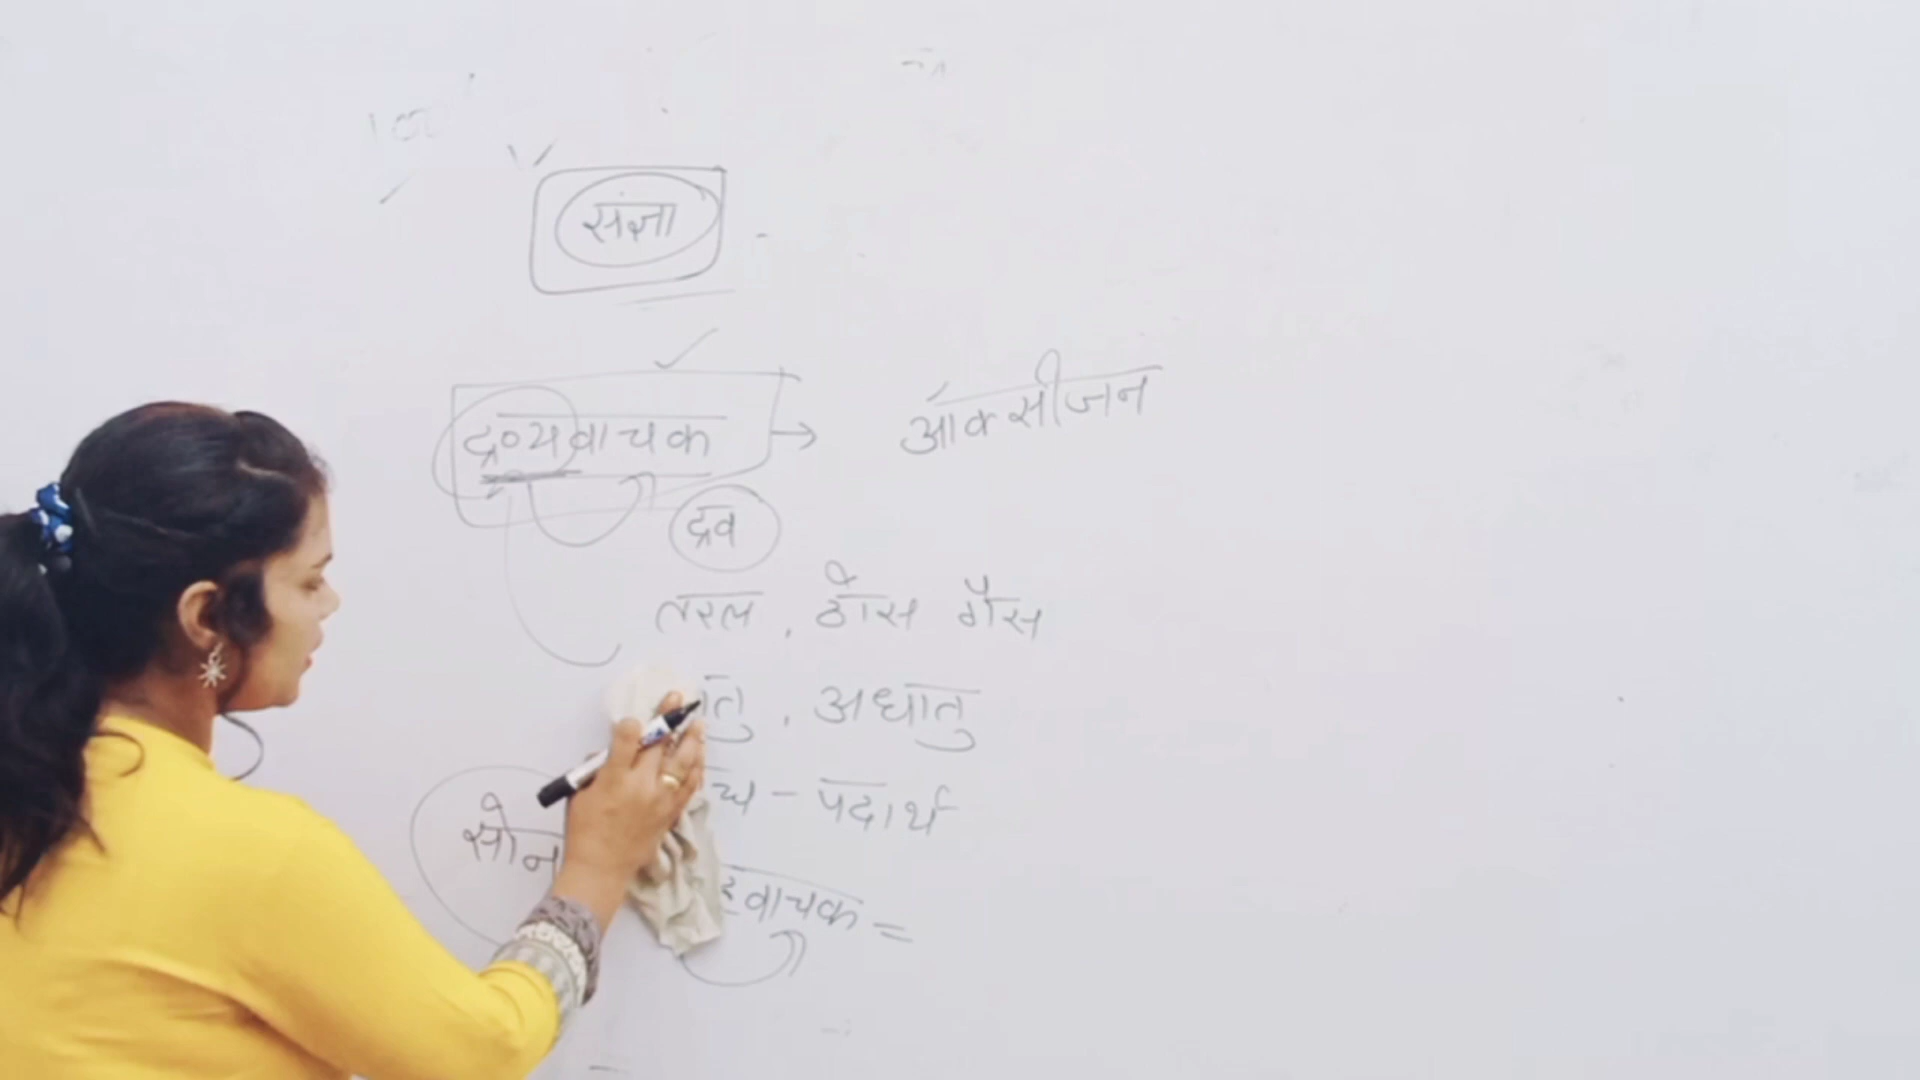 संज्ञा
द्रव्यवाचक → ऑक्सीजन
द्रव
तरल , ठोस गैस
, अधातु
- पदार्थ
वाचक =